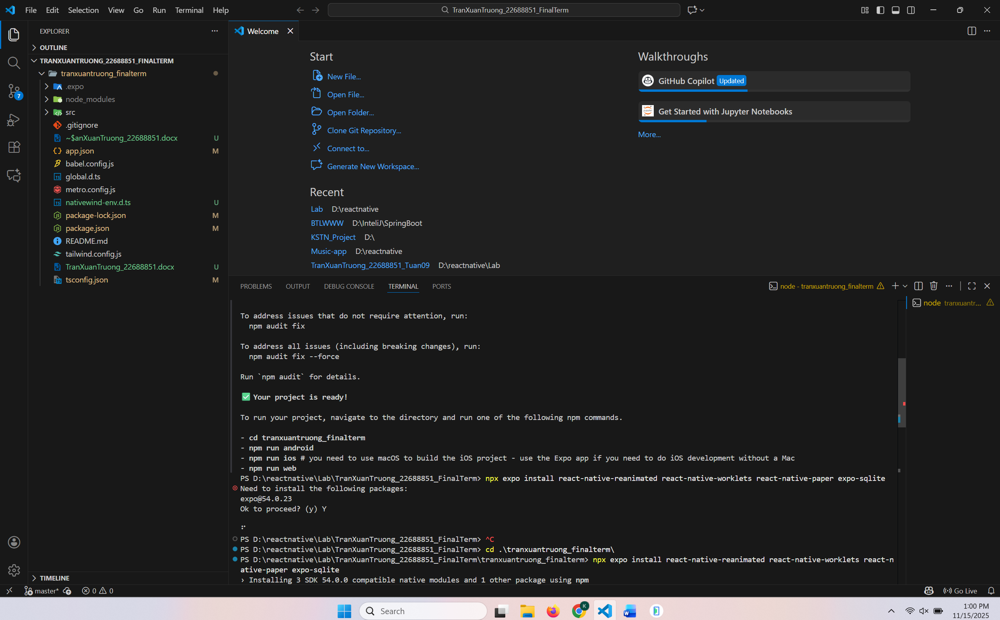 File Edit Selection View Go Run Terminal Help
TranXuanTruong_22688851_FinalTerm
EXPLORER
OUTLINE
TRANXUANTRUONG_22688851_FINALTERM
tranxuantruong_finalterm
.expo
node_modules
src
.gitignore
~$anXuanTruong_22688851.docx U
app.json M
babel.config.js
global.d.ts
metro.config.js
nativewind-env.d.ts U
package-lock.json M
package.json M
README.md
tailwind.config.js
TranXuanTruong_22688851.docx U
tsconfig.json M
TIMELINE
7
Welcome
Start
New File...
Open File...
Open Folder...
Clone Git Repository...
Connect to...
Generate New Workspace...
Recent
Lab D:\reactnative
BTLWWW D:\InteliJ\SpringBoot
KSTN_Project D:\
Music-app D:\reactnative
TranXuanTruong_22688851_Tuan09 D:\reactnative\Lab
Walkthroughs
GitHub Copilot Updated
Get Started with Jupyter Notebooks
More...
PROBLEMS OUTPUT DEBUG CONSOLE TERMINAL PORTS
node - tranxuantruong_finalterm
node tranxuantr...
To address issues that do not require attention, run:
npm audit fix
To address all issues (including breaking changes), run:
npm audit fix --force
Run `npm audit` for details.
✅ Your project is ready!
To run your project, navigate to the directory and run one of the following npm commands.
- cd tranxuantruong_finalterm
- npm run android
- npm run ios # you need to use macOS to build the iOS project - use the Expo app if you need to do iOS development without a Mac
- npm run web
PS D:\reactnative\Lab\TranXuanTruong_22688851_FinalTerm> npx expo install react-native-reanimated react-native-worklets react-native-paper expo-sqlite
Need to install the following packages:
expo@54.0.23
Ok to proceed? (y) Y
PS D:\reactnative\Lab\TranXuanTruong_22688851_FinalTerm> ^C
PS D:\reactnative\Lab\TranXuanTruong_22688851_FinalTerm> cd .\tranxuantruong_finalterm\
PS D:\reactnative\Lab\TranXuanTruong_22688851_FinalTerm\tranxuantruong_finalterm> npx expo install react-native-reanimated react-native-worklets react-n
ative-paper expo-sqlite
› Installing 3 SDK 54.0.0 compatible native modules and 1 other package using npm
master* 0 0
Go Live
Search
K
1:00 PM
11/15/2025